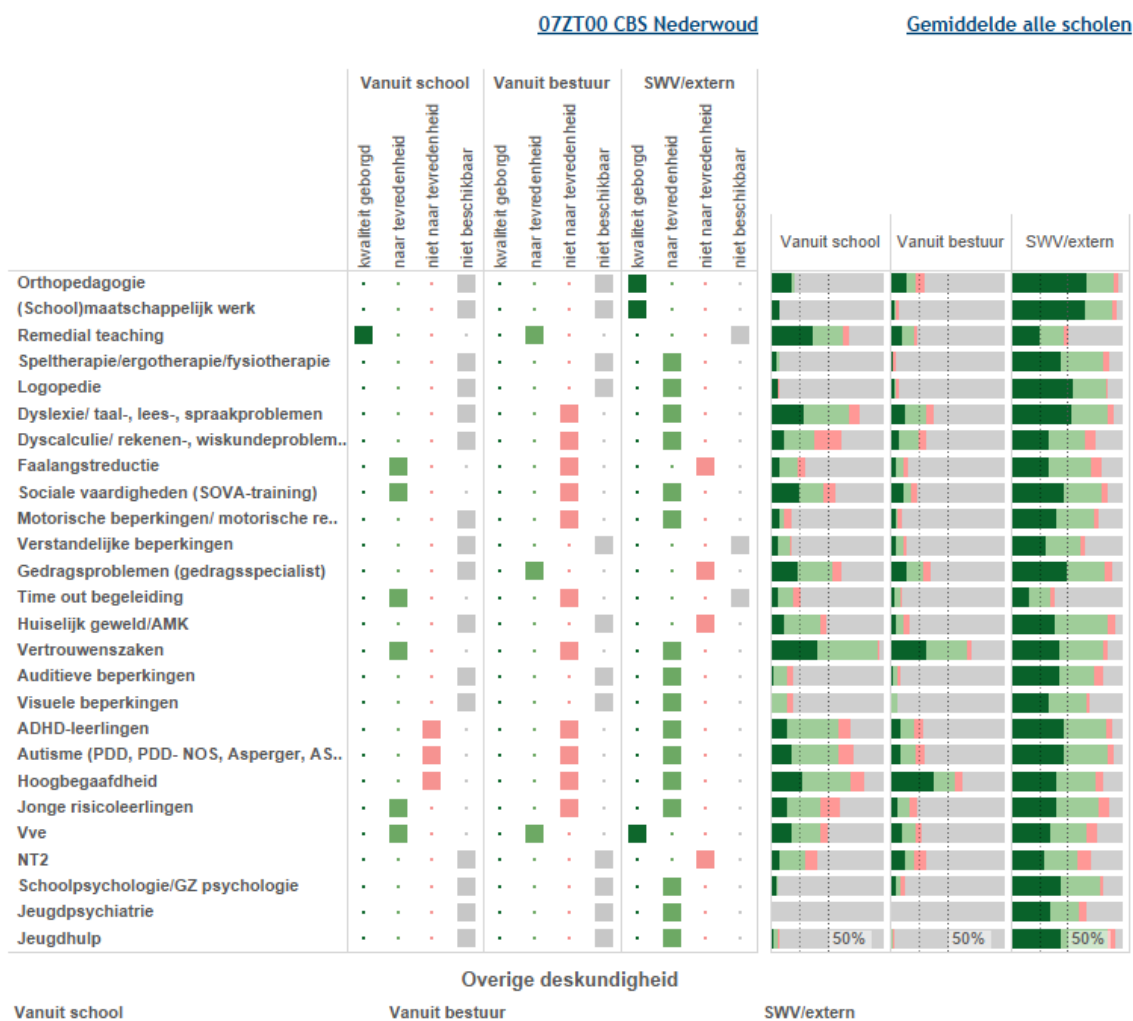 07ZT00 CBS Nederwoud Gemiddelde alle scholen
Vanuit school Vanuit bestuur SWV/extern
kwaliteit geborgd
naar tevredenheid
niet naar tevredenheid
niet beschikbaar
kwaliteit geborgd
naar tevredenheid
niet naar tevredenheid
niet beschikbaar
kwaliteit geborgd
naar tevredenheid
niet naar tevredenheid
niet beschikbaar
Vanuit school Vanuit bestuur SWV/extern
Orthopedagogie
(School)maatschappelijk werk
Remedial teaching
Speltherapie/ergotherapie/fysiotherapie
Logopedie
Dyslexie/ taal-, lees-, spraakproblemen
Dyscalculie/ rekenen-, wiskundeproblem..
Faalangstreductie
Sociale vaardigheden (SOVA-training)
Motorische beperkingen/ motorische re..
Verstandelijke beperkingen
Gedragsproblemen (gedragsspecialist)
Time out begeleiding
Huiselijk geweld/AMK
Vertrouwenszaken
Auditieve beperkingen
Visuele beperkingen
ADHD-leerlingen
Autisme (PDD, PDD- NOS, Asperger, AS..
Hoogbegaafdheid
Jonge risicoleerlingen
Vve
NT2
Schoolpsychologie/GZ psychologie
Jeugdpsychiatrie
Jeugdhulp 50% 50% 50%
Overige deskundigheid
Vanuit school Vanuit bestuur SWV/extern